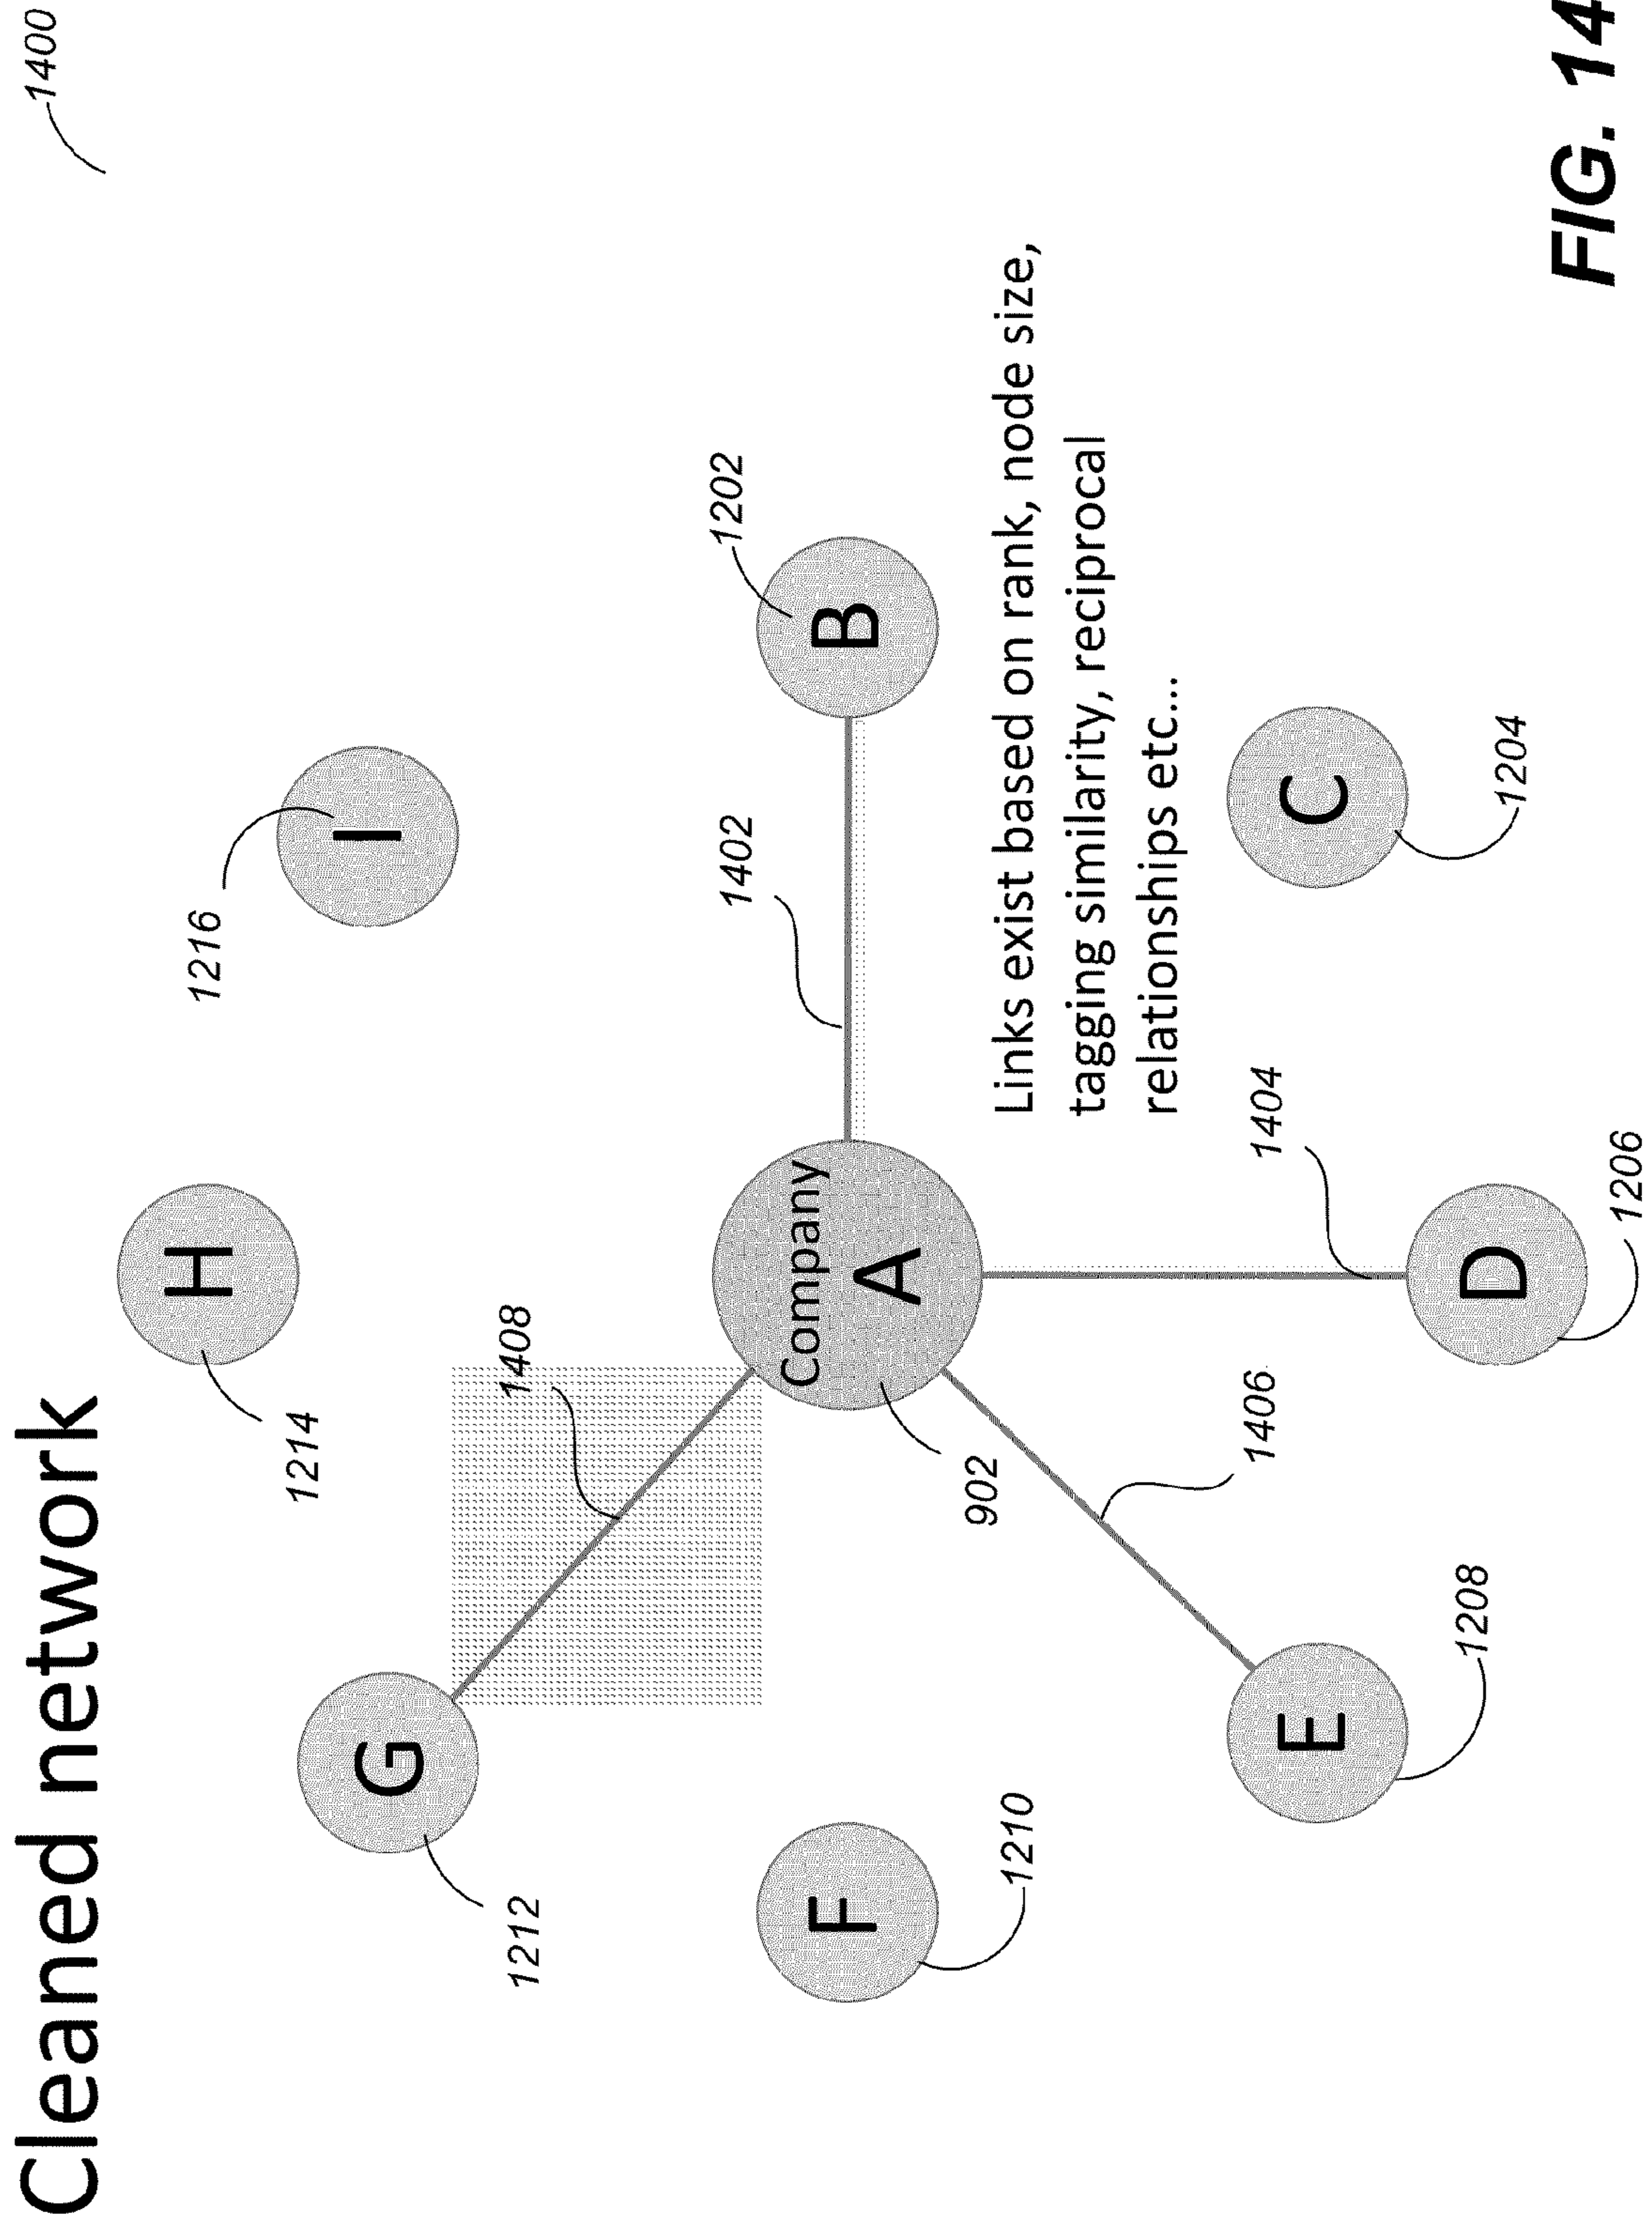 Cleaned network
1400
H
1214
1216
I
G
1212
1408
1402
1202
Company
A
B
902
F
1210
Links exist based on rank, node size,
tagging similarity, reciprocal
relationships etc...
1406
1404
E
1208
C
1204
D
1206
FIG. 14